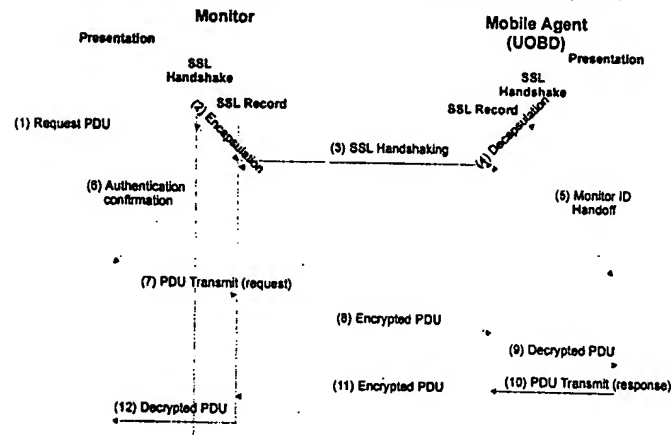 Monitor
Mobile Agent
(UOBD)
Presentation
Presentation
SSL
Handshake
SSL
Handshake
SSL Record
SSL Record
(1) Request PDU
(2) Encapsulation
(3) SSL Handshaking
(4) Decapsulation
(6) Authentication
confirmation
(5) Monitor ID
Handoff
(7) PDU Transmit (request)
(8) Encrypted PDU
(9) Decrypted PDU
(11) Encrypted PDU
(10) PDU Transmit (response)
(12) Decrypted PDU